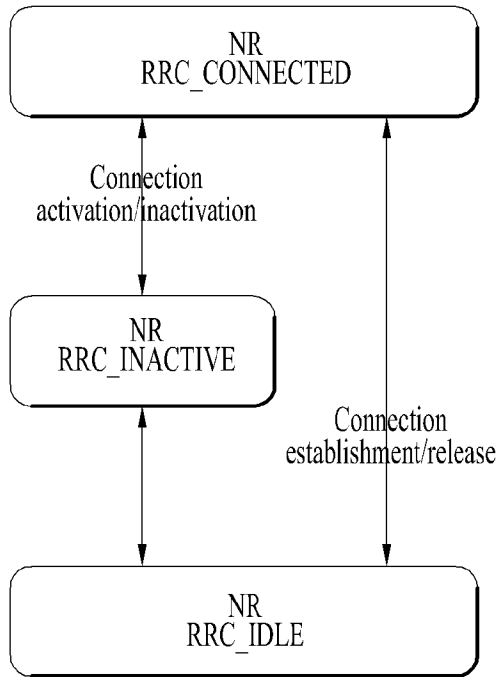 NR
RRC_CONNECTED
Connection
activation/inactivation
NR
RRC_INACTIVE
Connection
establishment/release
NR
RRC_IDLE